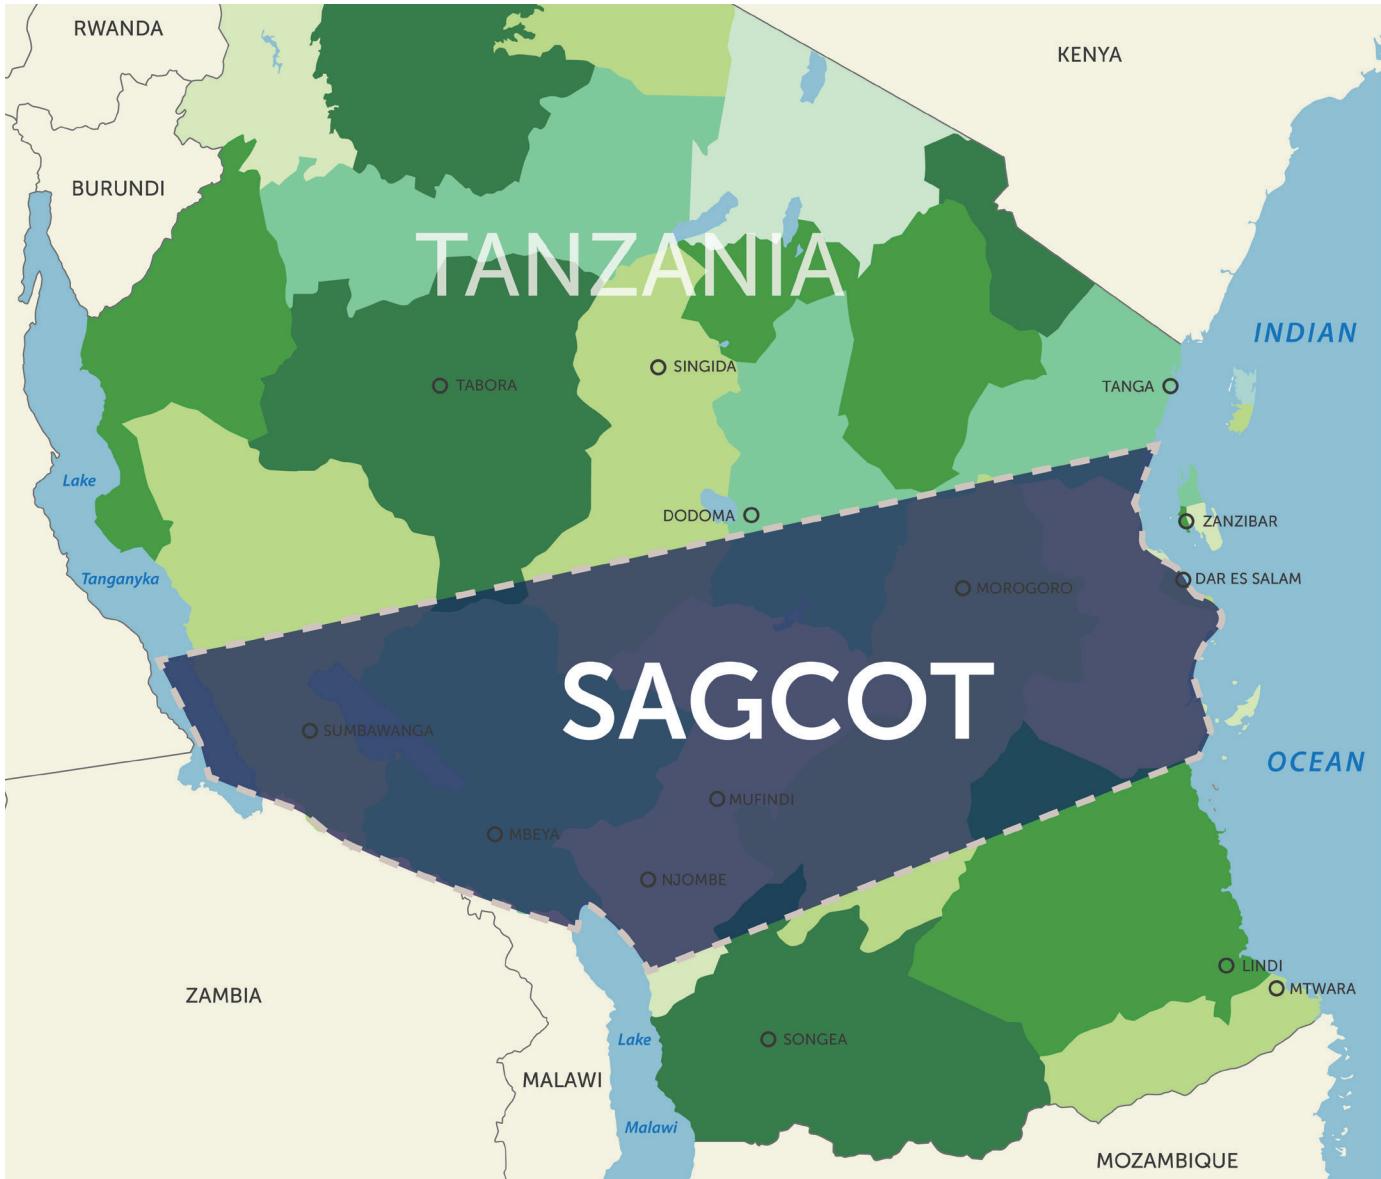 RWANDA
KENYA
BURUNDI
TANZANIA
INDIAN
SINGIDA
TABORA
TANGA
Lake
DODOMA
ZANZIBAR
Tanganyka
DAR ES SALAM
MOROGORO
SAGCOT
SUMBAWANGA
OCEAN
MUFINDI
MBEYA
NJOMBE
LINDI
MTWARA
ZAMBIA
Lake
SONGEA
MALAWI
Malawi
MOZAMBIQUE